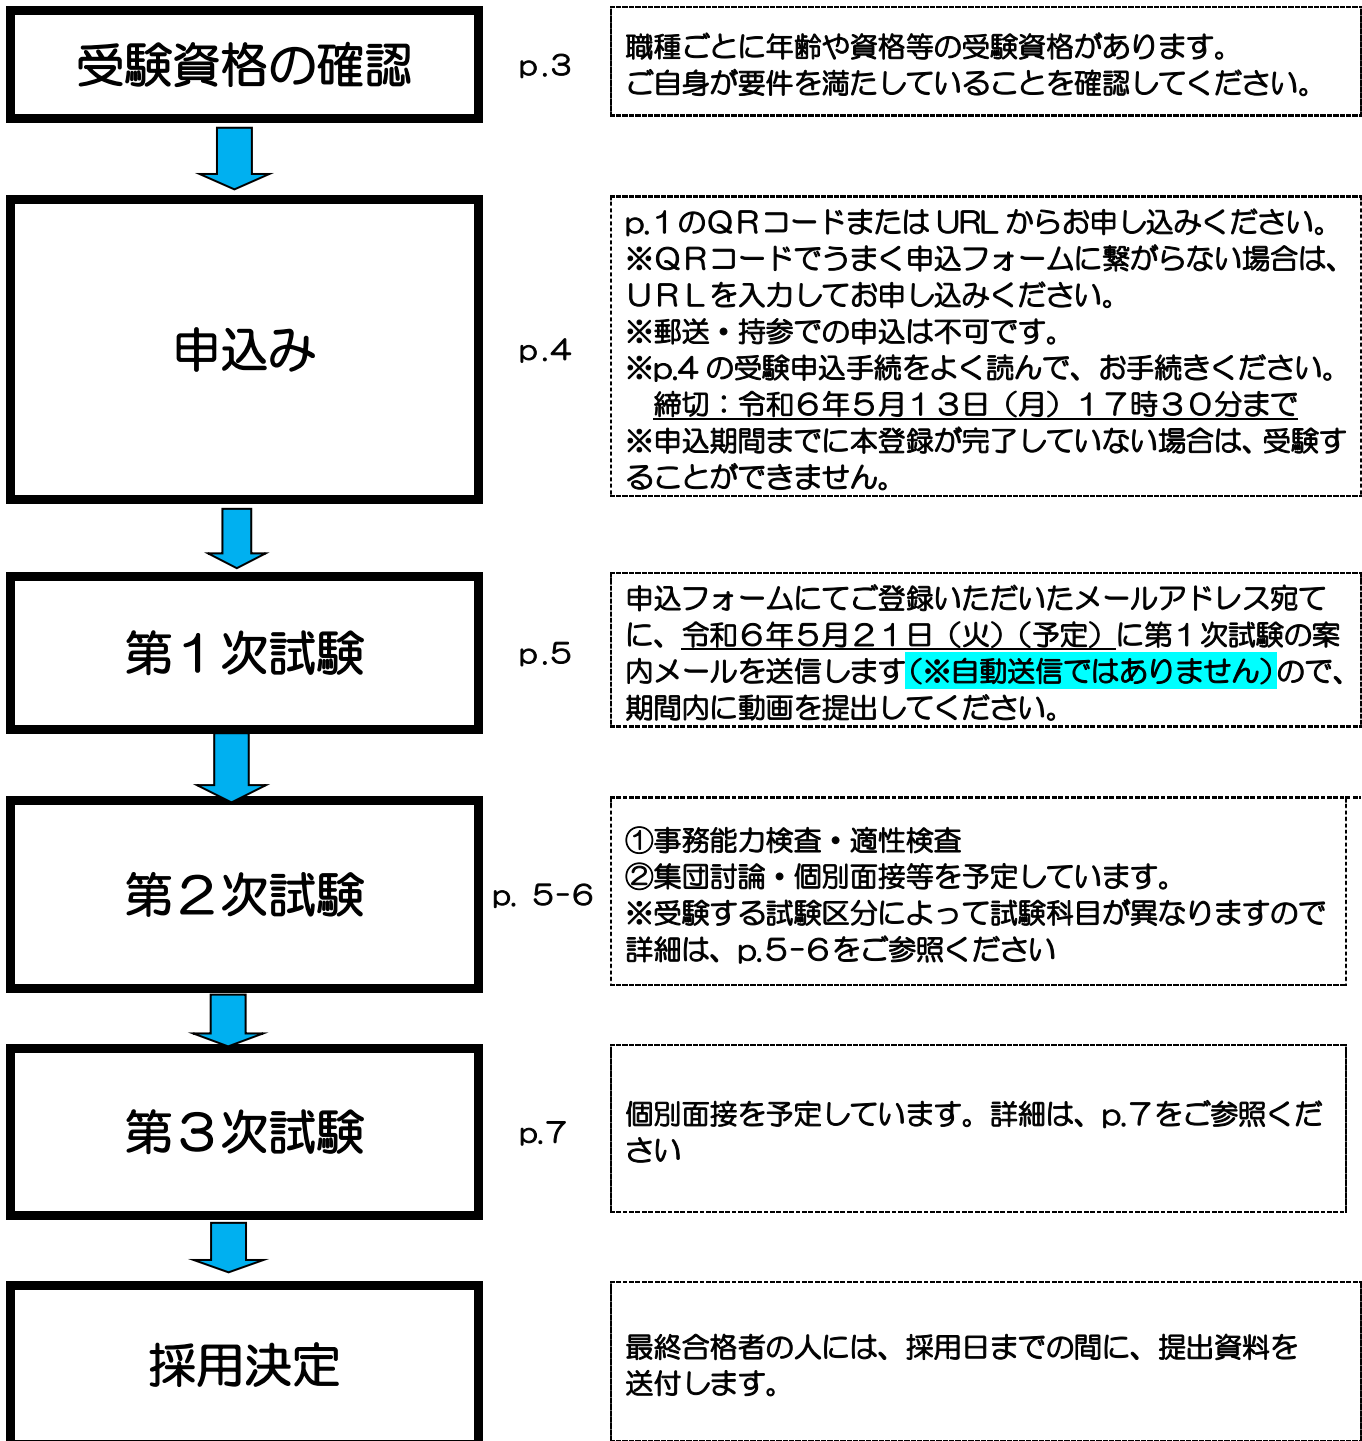 受験資格の確認
p.3
職種ごとに年齢や資格等の受験資格があります。
ご自身が要件を満たしていることを確認してください。
申込み
p.4
p.1のQRコードまたはURLからお申し込みください。
※QRコードでうまく申込フォームに繋がらない場合は、
URLを入力してお申し込みください。
※郵送・持参での申込は不可です。
※p.4の受験申込手続をよく読んで、お手続きください。
締切：令和6年5月13日（月）17時30分まで
※申込期間までに本登録が完了していない場合は、受験す
ることができません。
第1次試験
p.5
申込フォームにてご登録いただいたメールアドレス宛て
に、令和6年5月21日（火）（予定）に第1次試験の案
内メールを送信します（※自動送信ではありません）ので、
期間内に動画を提出してください。
第2次試験
p. 5-6
①事務能力検査・適性検査
②集団討論・個別面接等を予定しています。
※受験する試験区分によって試験科目が異なりますので
詳細は、p.5-6をご参照ください
第3次試験
p.7
個別面接を予定しています。詳細は、p.7をご参照くだ
さい
採用決定
最終合格者の人には、採用日までの間に、提出資料を
送付します。